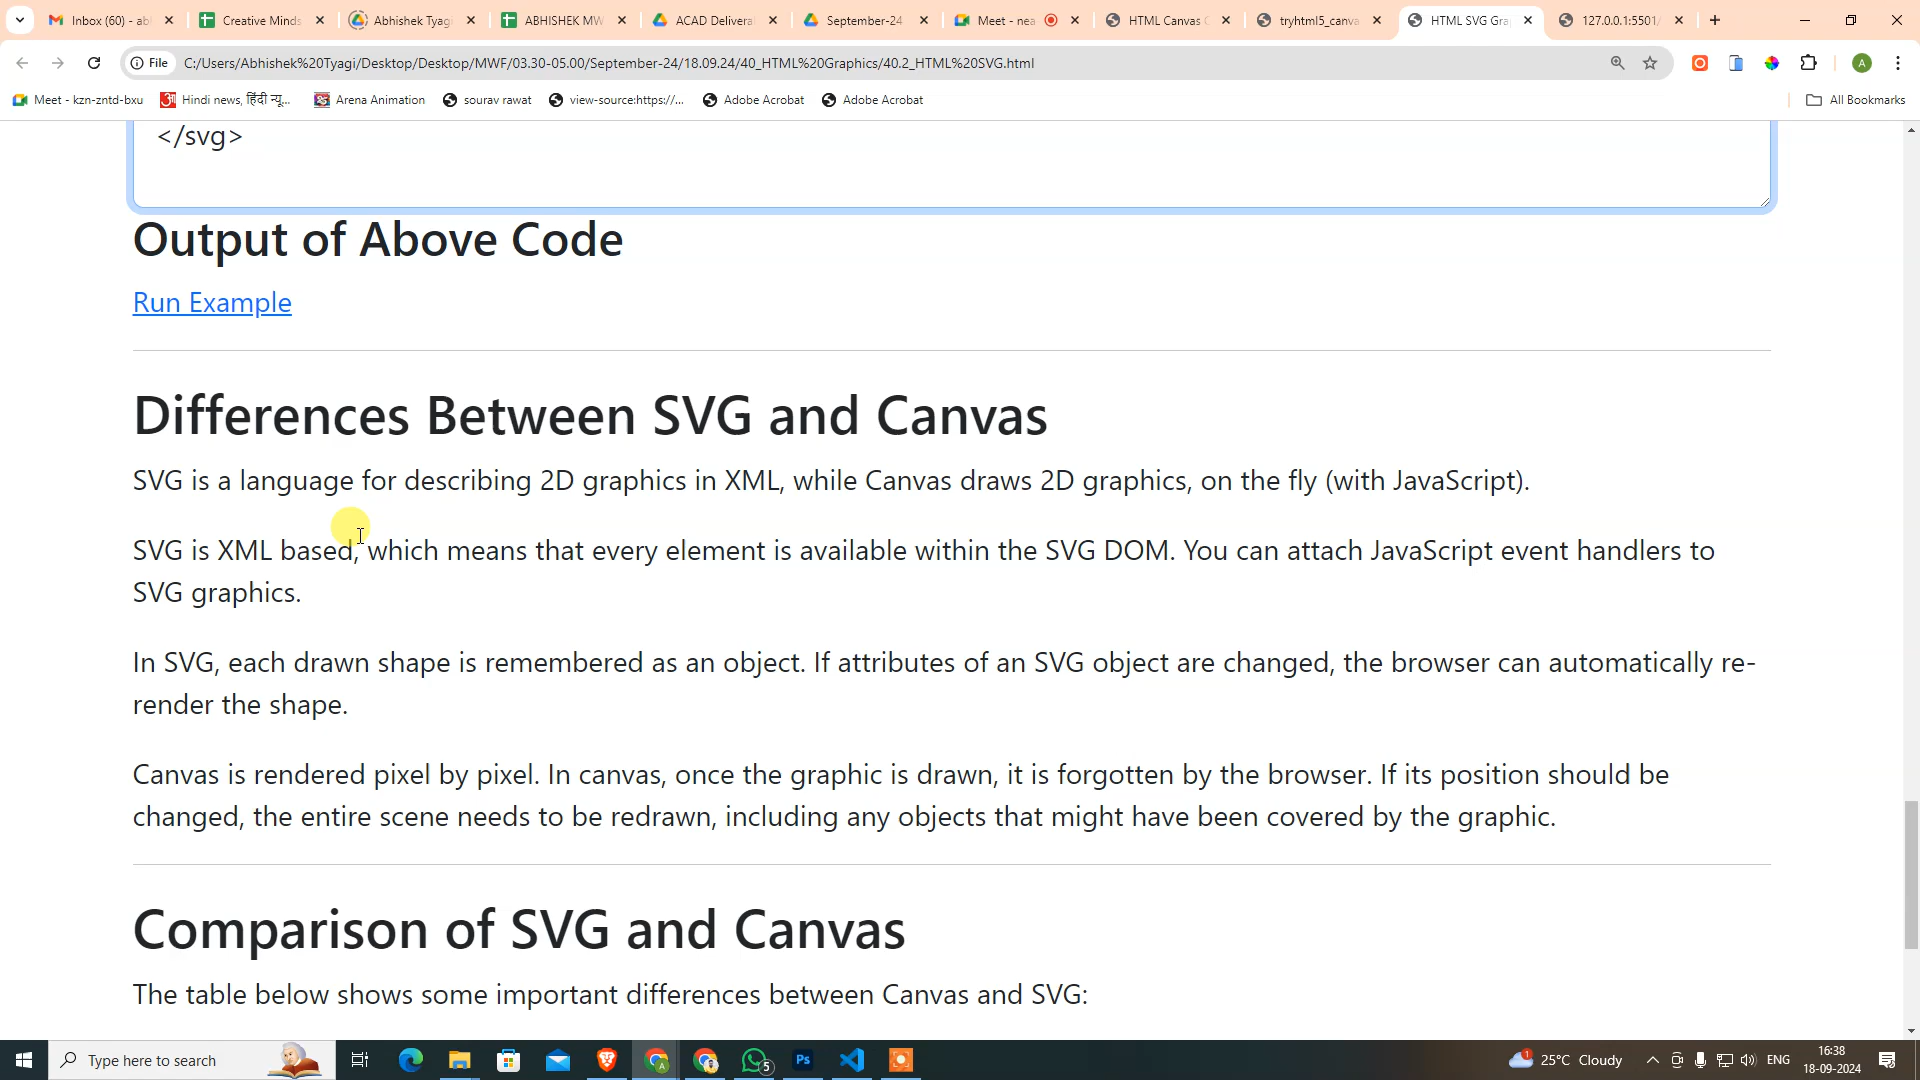 Inbox (60) - ab
Creative Minds
Abhishek Tyagi
ABHISHEK MW
ACAD Delivera
September-24
Meet - nea
HTML Canvas
tryhtml5_canva
HTML SVG Gra
127.0.0.1:5501/
File
C:/Users/Abhishek%20Tyagi/Desktop/Desktop/MWF/03.30-05.00/September-24/18.09.24/40_HTML%20Graphics/40.2_HTML%20SVG.html
A
Meet - kzn-zntd-bxu
Hindi news, हिंदी न्यू...
Arena Animation
sourav rawat
view-source:https://...
Adobe Acrobat
Adobe Acrobat
All Bookmarks
</svg>
Output of Above Code
Run Example
Differences Between SVG and Canvas
SVG is a language for describing 2D graphics in XML, while Canvas draws 2D graphics, on the fly (with JavaScript).
SVG is XML based, which means that every element is available within the SVG DOM. You can attach JavaScript event handlers to
SVG graphics.
In SVG, each drawn shape is remembered as an object. If attributes of an SVG object are changed, the browser can automatically re-
render the shape.
Canvas is rendered pixel by pixel. In canvas, once the graphic is drawn, it is forgotten by the browser. If its position should be
changed, the entire scene needs to be redrawn, including any objects that might have been covered by the graphic.
Comparison of SVG and Canvas
The table below shows some important differences between Canvas and SVG:
Type here to search
A
5
Ps
1
25°C Cloudy
ENG
16:38
18-09-2024